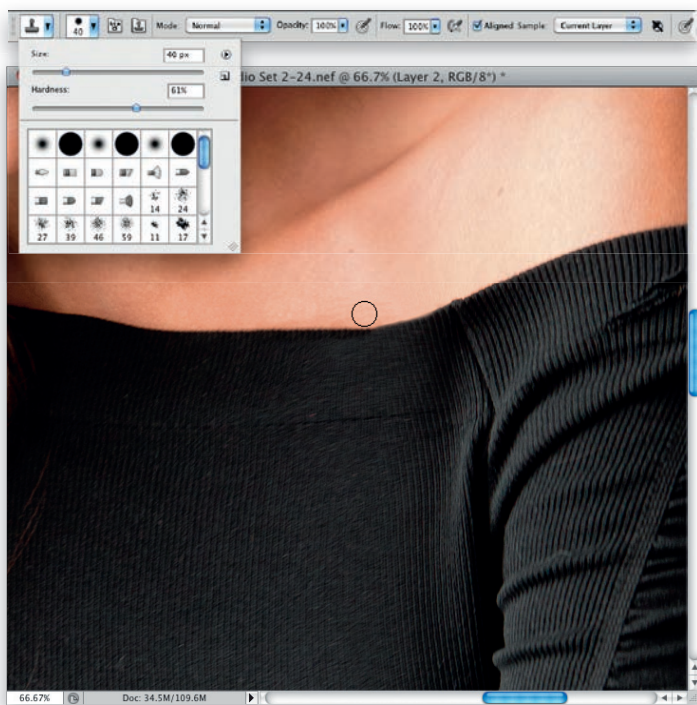 40 Mode: Normal Opacity: 100% Flow: 100% Aligned Sample: Current Layer
Size: 40 px
Hardness: 61%
dio Set 2-24.nef @ 66.7% (Layer 2, RGB/8*) *
14 24
27 39 46 59 11 17
66.67% Doc: 34.5M/109.6M